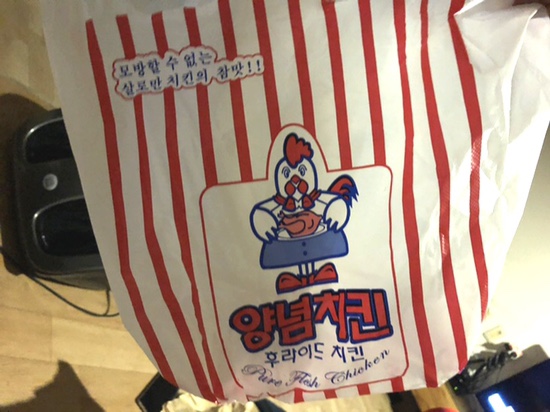 모방할 수 없는
살로만 치킨의 참맛!!
양념치킨
후라이드 치킨
Pure Flesh Chicken